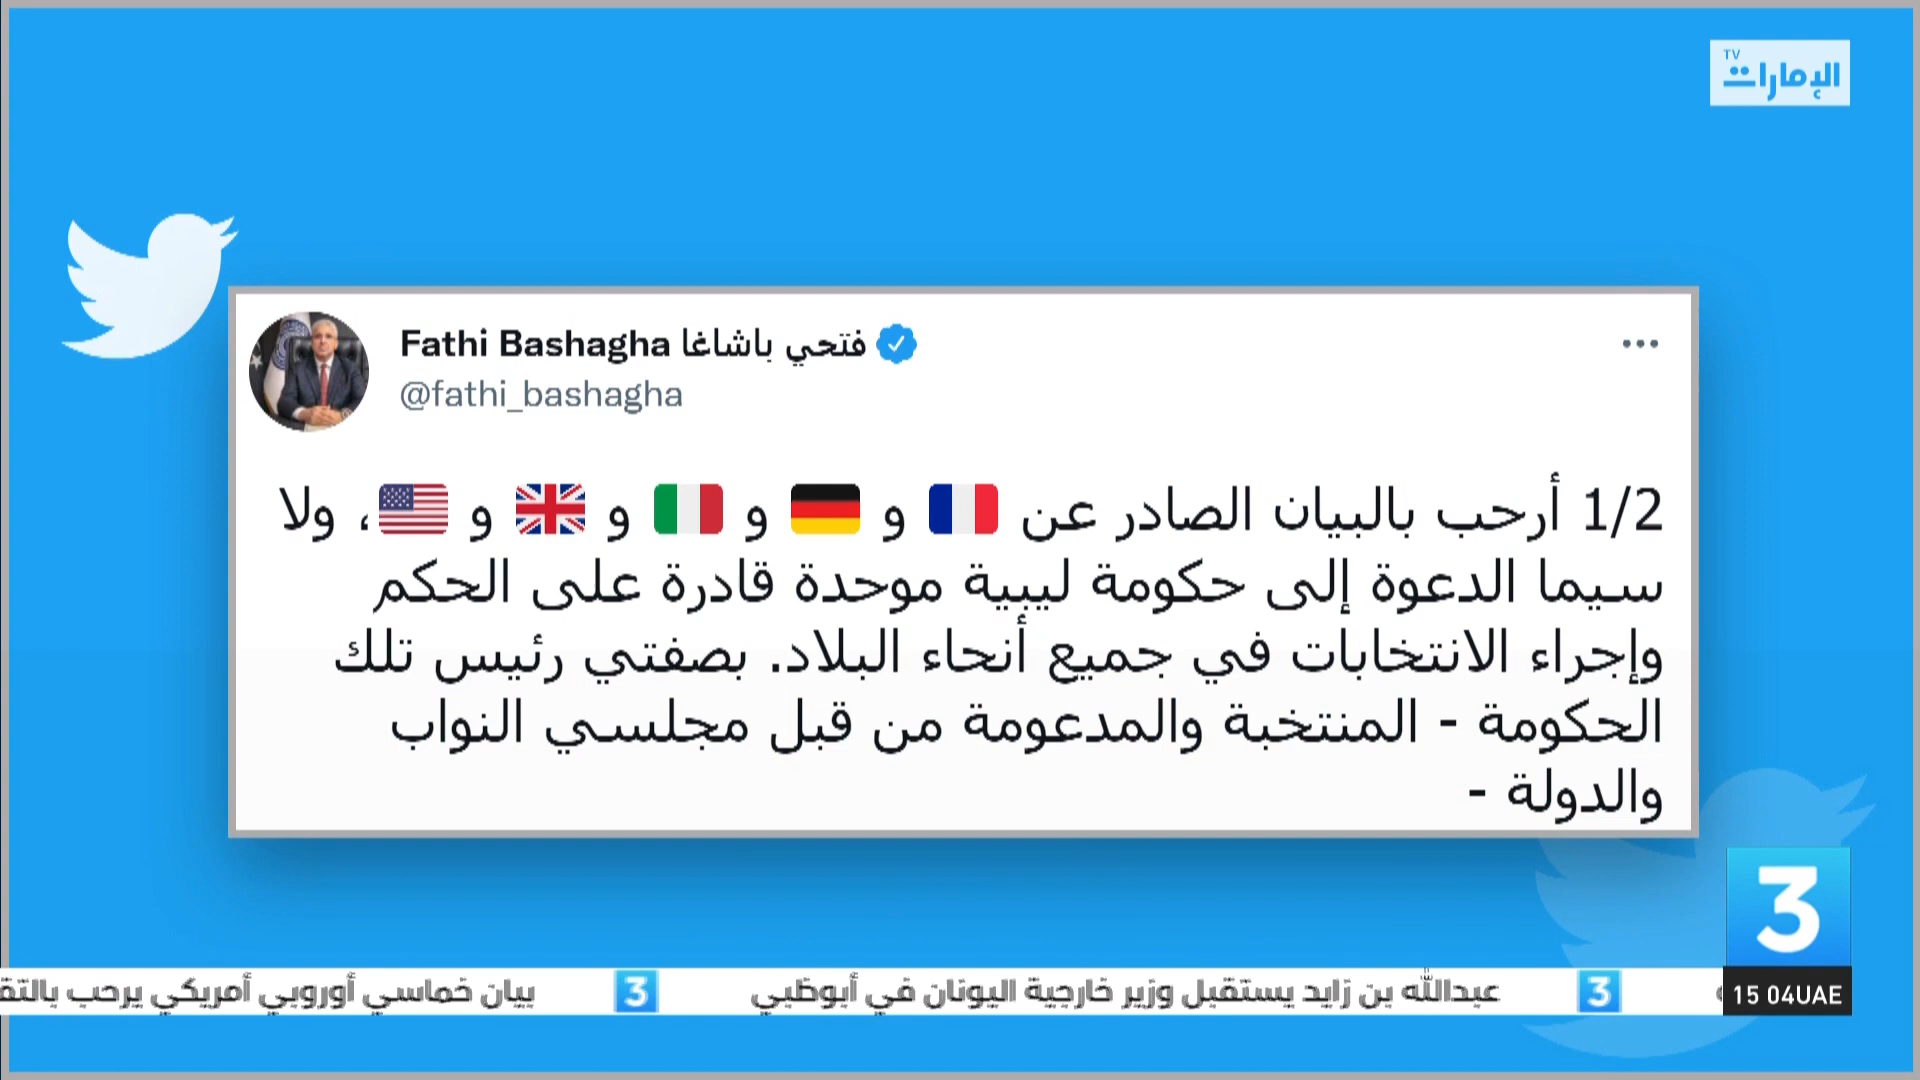 TV
الإمارات
Fathi Bashagha فتحي باشاغا
@fathi_bashagha
1/2 أرحب بالبيان الصادر عن 🇫🇷 و 🇩🇪 و 🇮🇹 و 🇬🇧 و 🇺🇸، ولا
سيما الدعوة إلى حكومة ليبية موحدة قادرة على الحكم
وإجراء الانتخابات في جميع أنحاء البلاد. بصفتي رئيس تلك
الحكومة - المنتخبة والمدعومة من قبل مجلسي النواب
والدولة -
3
عبدالله بن زايد يستقبل وزير خارجية اليونان في أبوظبي 3 بيان خماسي أوروبي أمريكي يرحب
3
15 04UAE